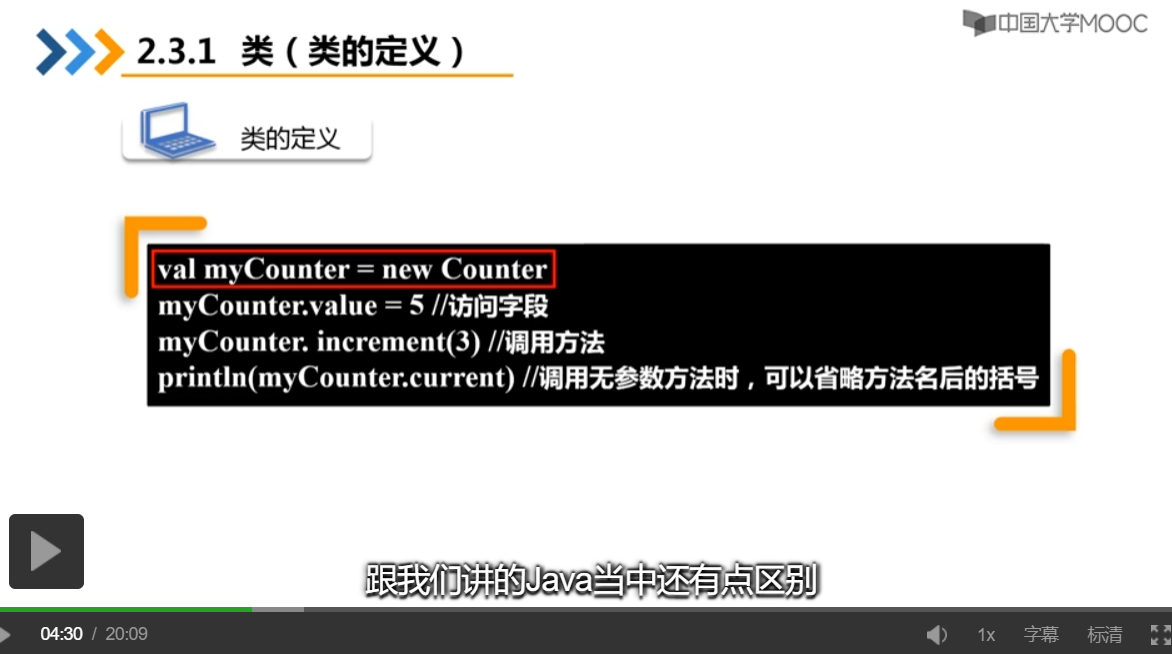 中国大学MOOC
2.3.1 类（类的定义）
类的定义
val myCounter = new Counter
myCounter.value = 5 //访问字段
myCounter. increment(3) //调用方法
println(myCounter.current) //调用无参数方法时，可以省略方法名后的括号
跟我们讲的Java当中还有点区别
04:30 / 20:09 1x 字幕 标清